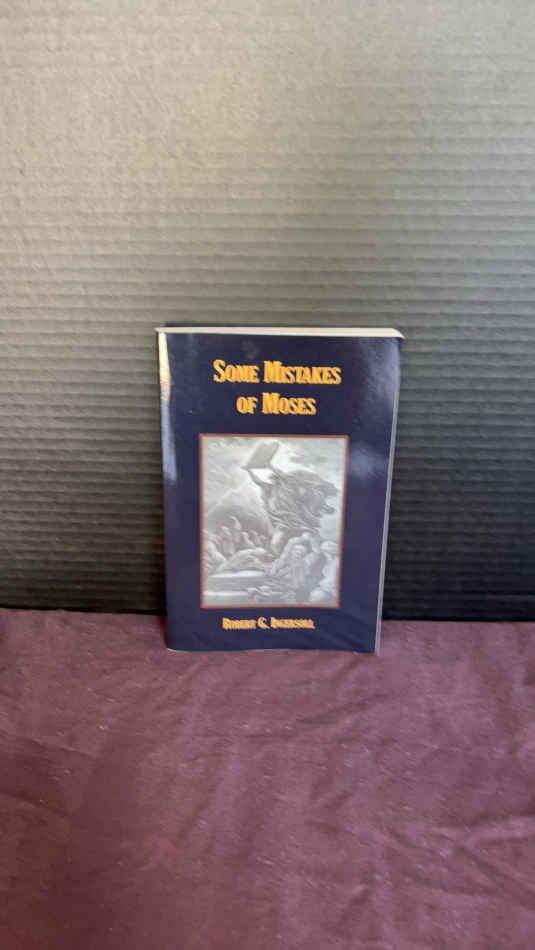 Some Mistakes
of Moses
Robert G. Ingersoll